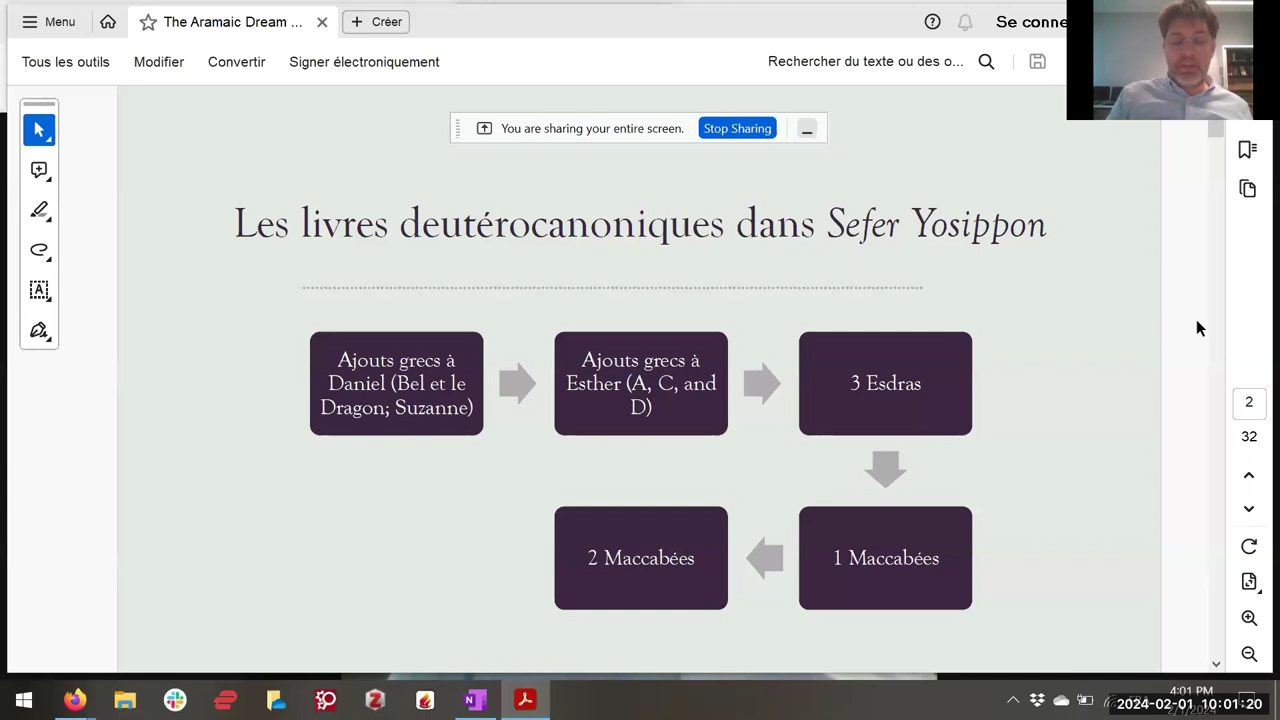 Menu
The Aramaic Dream ...
Créer
Se conne
Tous les outils
Modifier
Convertir
Signer électroniquement
Rechercher du texte ou des o...
You are sharing your entire screen.
Stop Sharing
Les livres deutérocanoniques dans Sefer Yosippon
Ajouts grecs à
Daniel (Bel et le
Dragon; Suzanne)
Ajouts grecs à
Esther (A, C, and
D)
3 Esdras
2 Maccabées
1 Maccabées
2
32
4:01 PM
2024-02-01 10:01:20